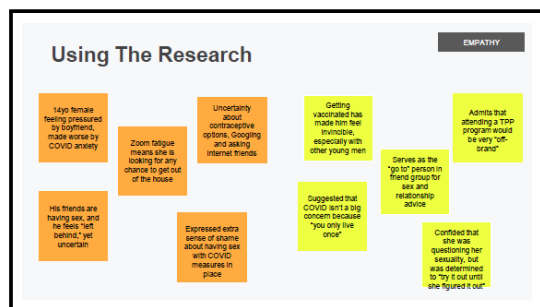 EMPATHY
Using The Research
14yo female
feeling pressured
by boyfriend,
made worse by
COVID anxiety
Zoom fatigue
means she is
looking for any
chance to get out
of the house
Uncertainty
about
contraceptive
options, Googling
and asking
internet friends
His friends are
having sex, and
he feels "left
behind," yet
uncertain
Expressed extra
sense of shame
about having sex
with COVID
measures in
place
Getting
vaccinated has
made him feel
invincible,
especially with
other young men
Admits that
attending a TPP
program would
be very "off-
brand"
Serves as the
"go to" person in
friend group for
sex and
relationship
advice
Suggested that
COVID isn't a big
concern because
"you only live
once"
Confided that
she was
questioning her
sexuality, but
was determined
to "try it out until
she figured it out"